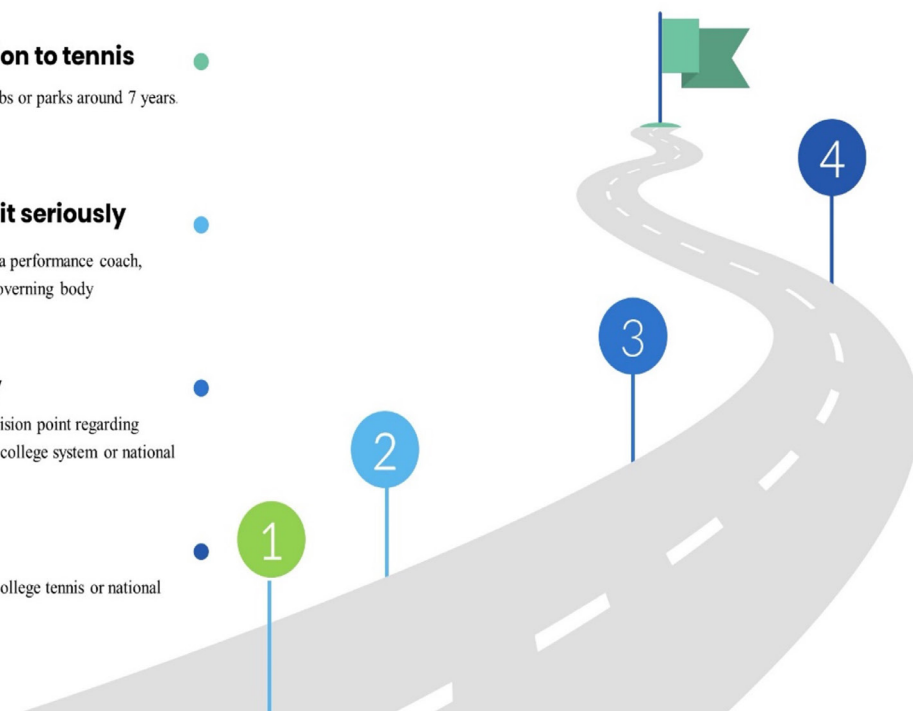 on to tennis
bs or parks around 7 years.
it seriously
a performance coach,
overning body
ision point regarding
college system or national
ollege tennis or national
1
2
3
4